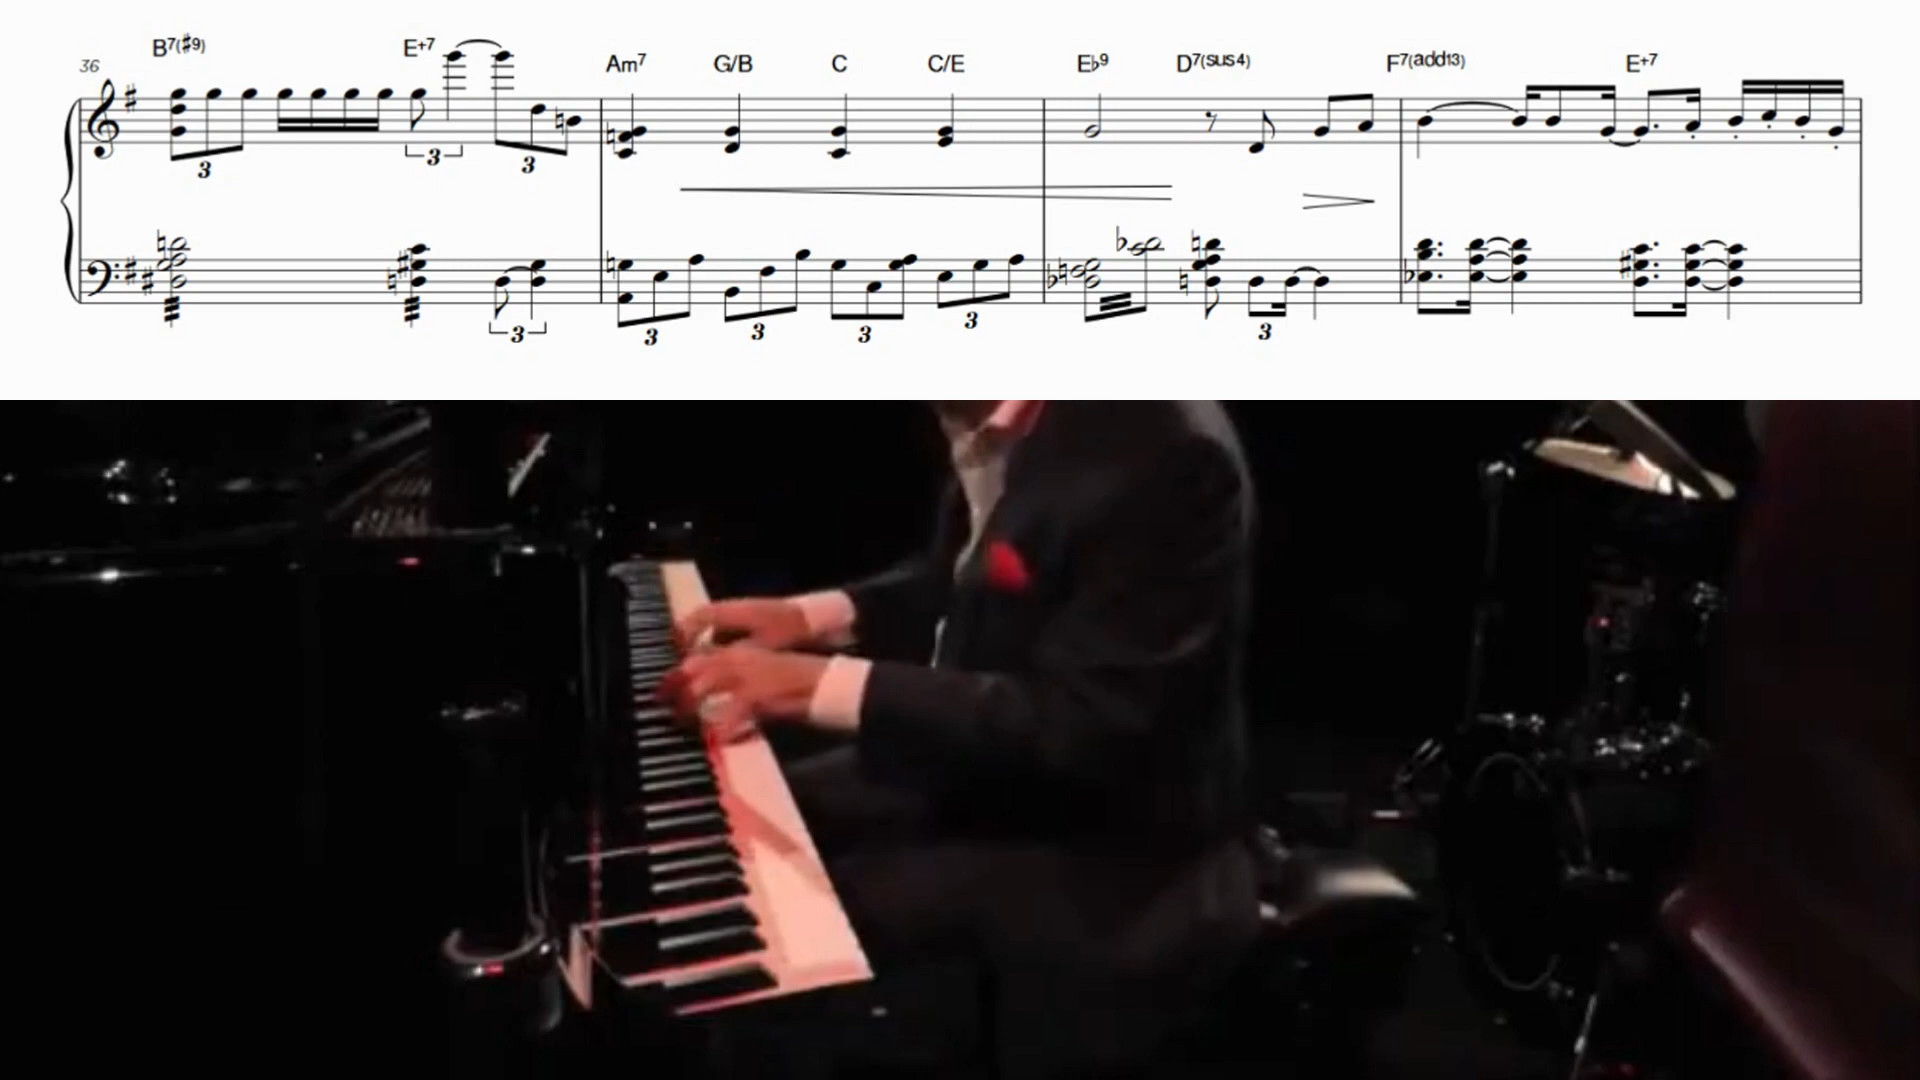 B7(#9) E+7
36 Am7 G/B C C/E E♭9 D7(sus4) F7(add13) E+7
3 3 3
3 3 3 3 3 3